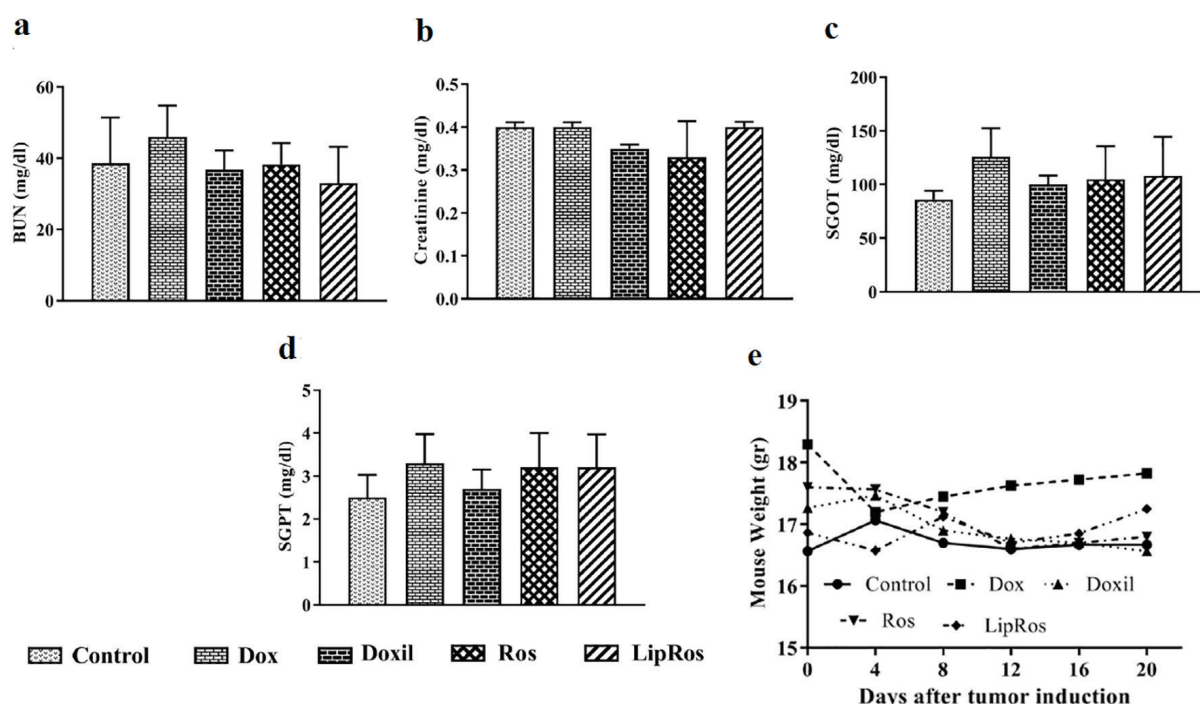 a
BUN (mg/dl)
60
40
20
0
b
Creatinine (mg/dl)
0.5
0.4
0.3
0.2
0.1
0.0
c
SGOT (mg/dl)
200
150
100
50
0
d
SGPT (mg/dl)
5
4
3
2
1
0
e
Mouse Weight (gr)
19
18
17
16
15
Control Dox Doxil
Ros LipRos
0 4 8 12 16 20
Days after tumor induction
Control Dox Doxil Ros LipRos